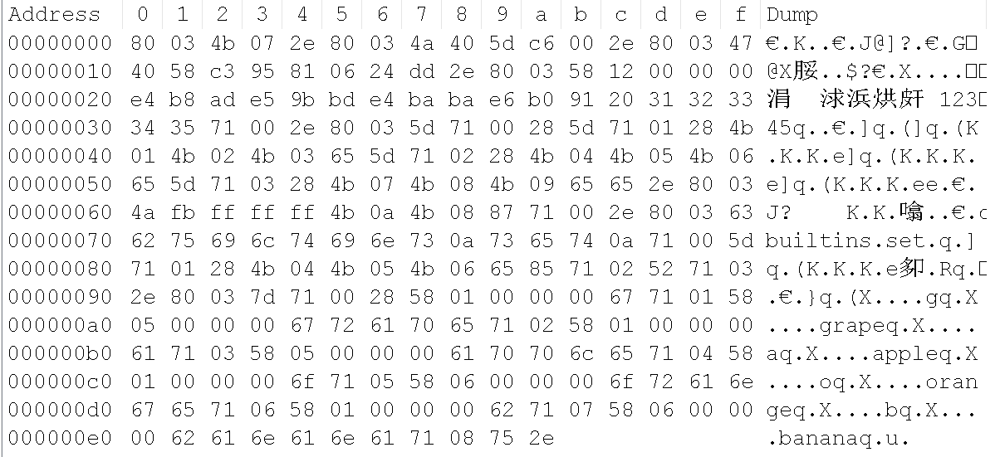 Address 0 1 2 3 4 5 6 7 8 9 a b c d e f Dump
00000000 80 03 4b 07 2e 80 03 4a 40 5d c6 00 2e 80 03 47 €.K..€.J@]?.€.G□
00000010 40 58 c3 95 81 06 24 dd 2e 80 03 58 12 00 00 00 @X脮..$?€.X....□□
00000020 e4 b8 ad e5 9b bd e4 ba ba e6 b0 91 20 31 32 33 涓 浗浜烘皯 123□
00000030 34 35 71 00 2e 80 03 5d 71 00 28 5d 71 01 28 4b 45q..€.]q.(]q.(K
00000040 01 4b 02 4b 03 65 5d 71 02 28 4b 04 4b 05 4b 06 .K.K.e]q.(K.K.K.
00000050 65 5d 71 03 28 4b 07 4b 08 4b 09 65 65 2e 80 03 e]q.(K.K.K.ee.€.
00000060 4a fb ff ff ff 4b 0a 4b 08 87 71 00 2e 80 03 63 J? K.K.噏..€.c
00000070 62 75 69 6c 74 69 6e 73 0a 73 65 74 0a 71 00 5d builtins.set.q.]
00000080 71 01 28 4b 04 4b 05 4b 06 65 85 71 02 52 71 03 q.(K.K.K.e卶.Rq.□
00000090 2e 80 03 7d 71 00 28 58 01 00 00 00 67 71 01 58 .€.}q.(X....gq.X
000000a0 05 00 00 00 67 72 61 70 65 71 02 58 01 00 00 00 ....grapeq.X....
000000b0 61 71 03 58 05 00 00 00 61 70 70 6c 65 71 04 58 aq.X....appleq.X
000000c0 01 00 00 00 6f 71 05 58 06 00 00 00 6f 72 61 6e ....oq.X....oran
000000d0 67 65 71 06 58 01 00 00 00 62 71 07 58 06 00 00 geq.X....bq.X...
000000e0 00 62 61 6e 61 6e 61 71 08 75 2e .bananaq.u.